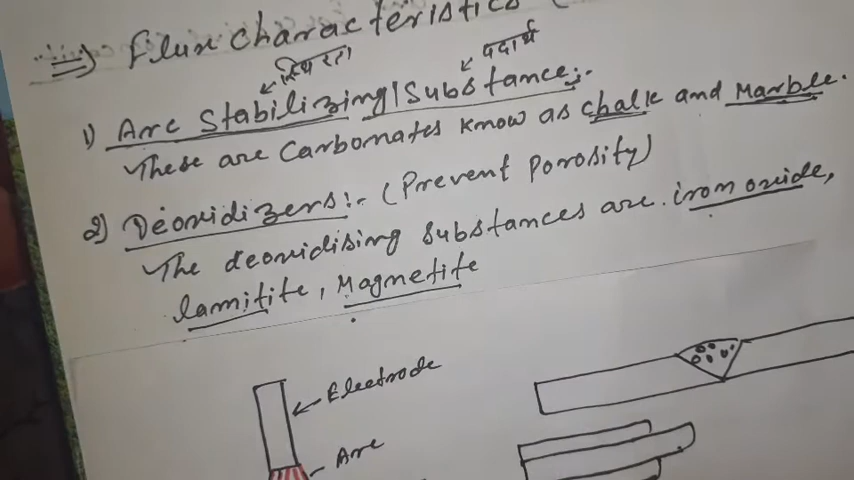 => Flux characteristics (
स्थिरता पदार्थ
1) Arc Stabilizing/Substance:-
These are Carbonates know as chalk and Marble.
2) Deoxidizers:- (Prevent Porosity)
The deoxidising substances are iron oxide,
lamitite, Magnetite
Electrode
Arc